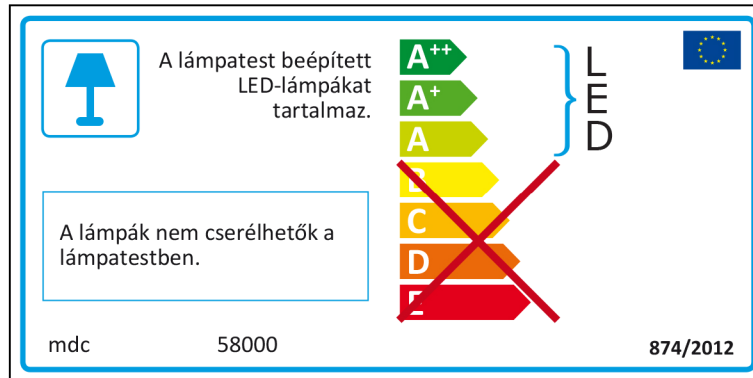 A lámpatest beépített
LED-lámpákat
tartalmaz.
A++
A+
A
B
C
D
E
L
E
D
A lámpák nem cserélhetők a
lámpatestben.
mdc 58000
874/2012